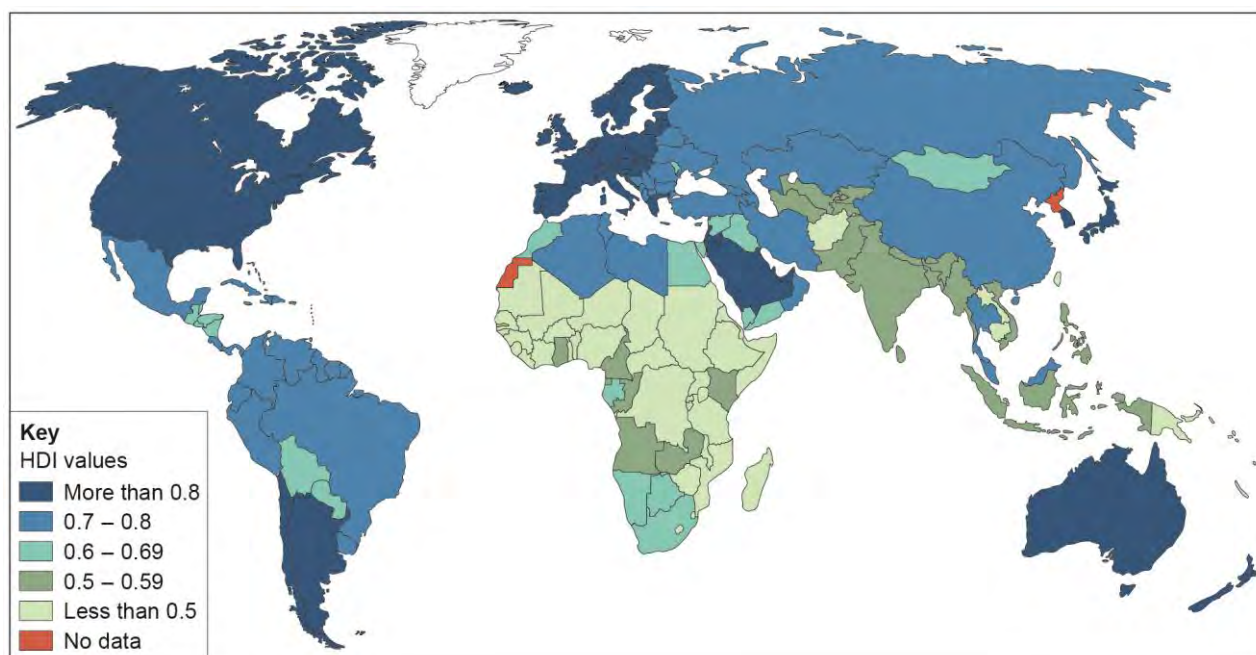 Key
HDI values
More than 0.8
0.7 – 0.8
0.6 – 0.69
0.5 – 0.59
Less than 0.5
No data